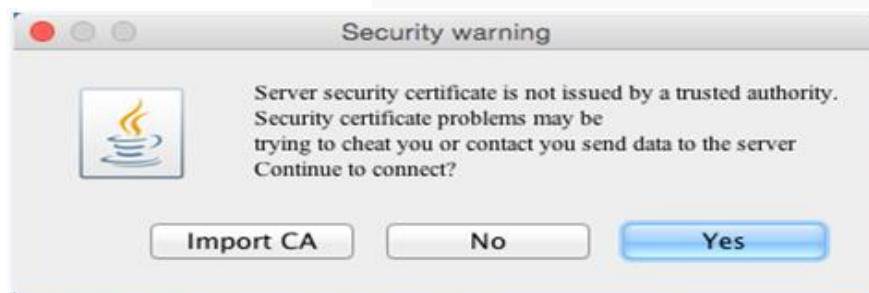 Security warning
Server security certificate is not issued by a trusted authority.
Security certificate problems may be
trying to cheat you or contact you send data to the server
Continue to connect?
Import CA No Yes